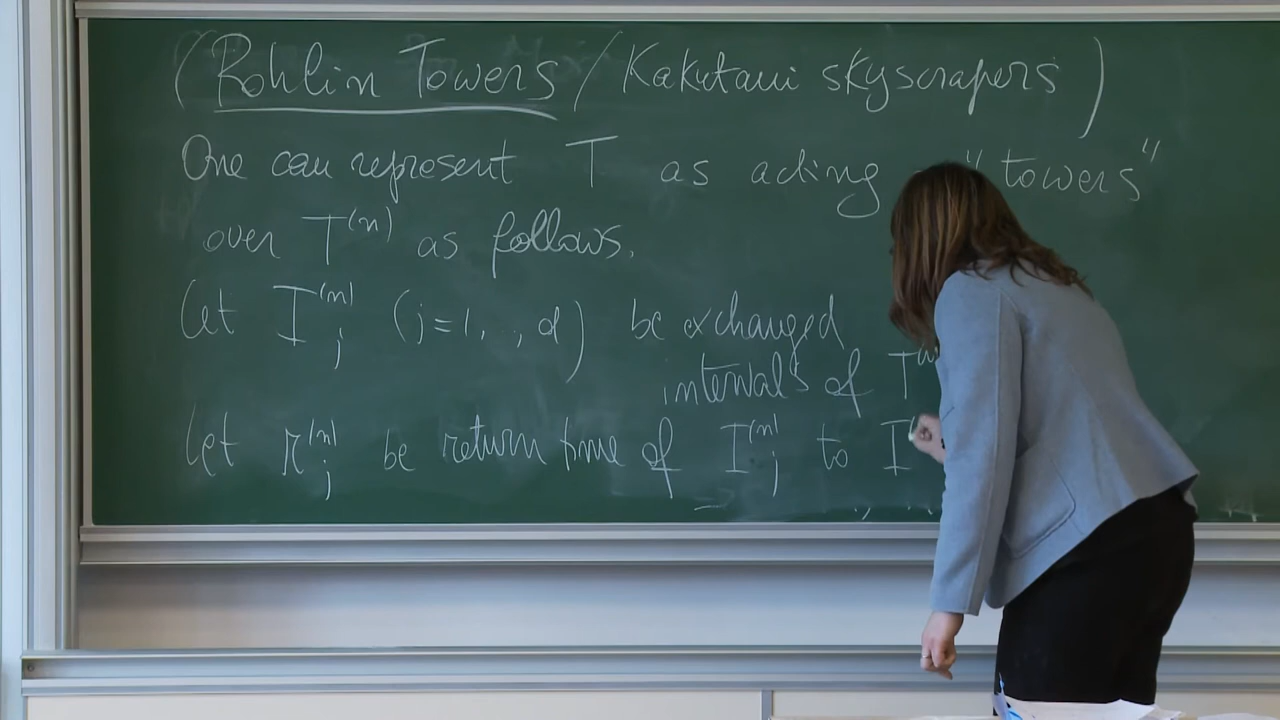 (Rohlin Towers / Kakutani skyscrapers)
One can represent T as acting "towers"
over T^(n) as follows.
Let I_j^(n) (j=1, ., d) be exchanged
intervals of T^(n)
Let r_j^(n) be return time of I_j^(n) to I^(